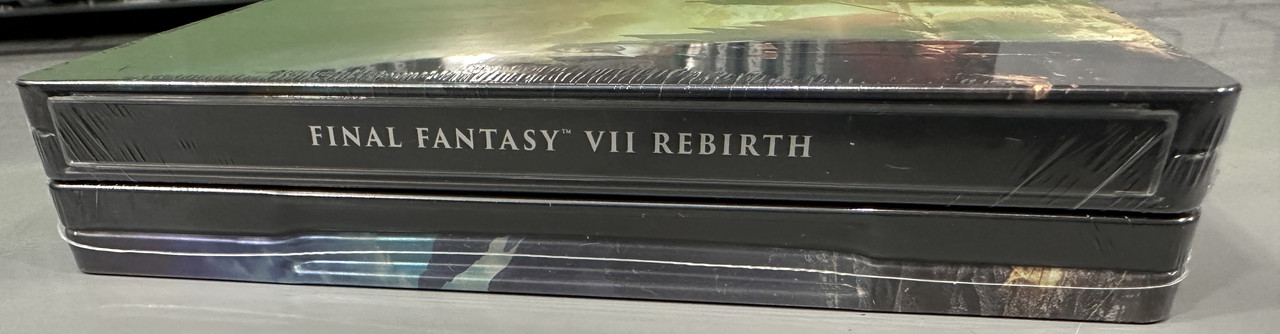 FINAL FANTASY™ VII REBIRTH